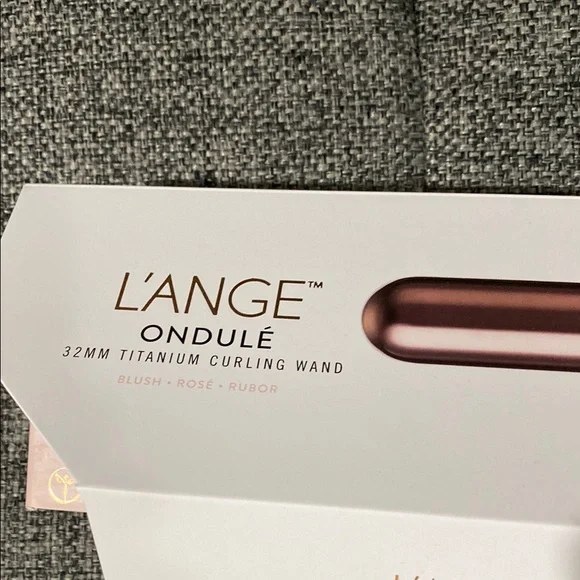 L'ANGE™
ONDULÉ
32MM TITANIUM CURLING WAND
BLUSH • ROSÉ • RUBOR